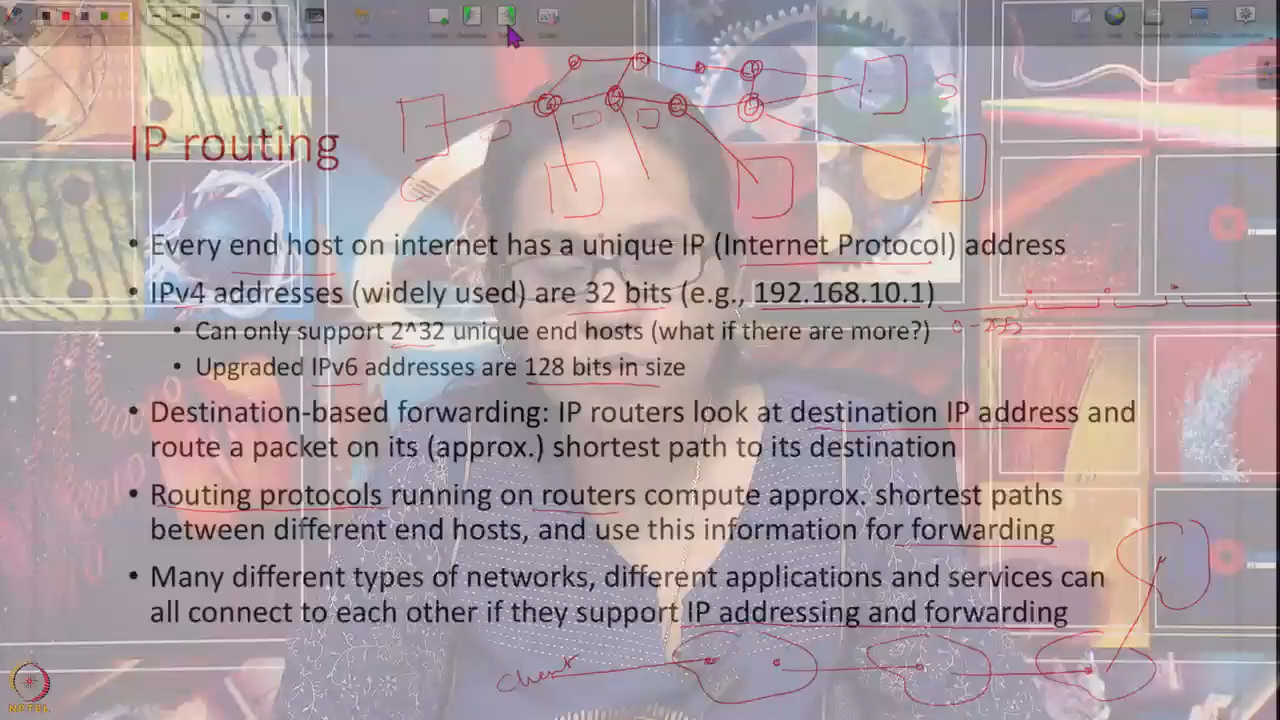 IP routing
S
• Every end host on internet has a unique IP (Internet Protocol) address
• IPv4 addresses (widely used) are 32 bits (e.g., 192.168.10.1)
0-255
• Can only support 2^32 unique end hosts (what if there are more?)
• Upgraded IPv6 addresses are 128 bits in size
• Destination-based forwarding: IP routers look at destination IP address and
route a packet on its (approx.) shortest path to its destination
• Routing protocols running on routers compute approx. shortest paths
between different end hosts, and use this information for forwarding
• Many different types of networks, different applications and services can
all connect to each other if they support IP addressing and forwarding
client
NPTEL